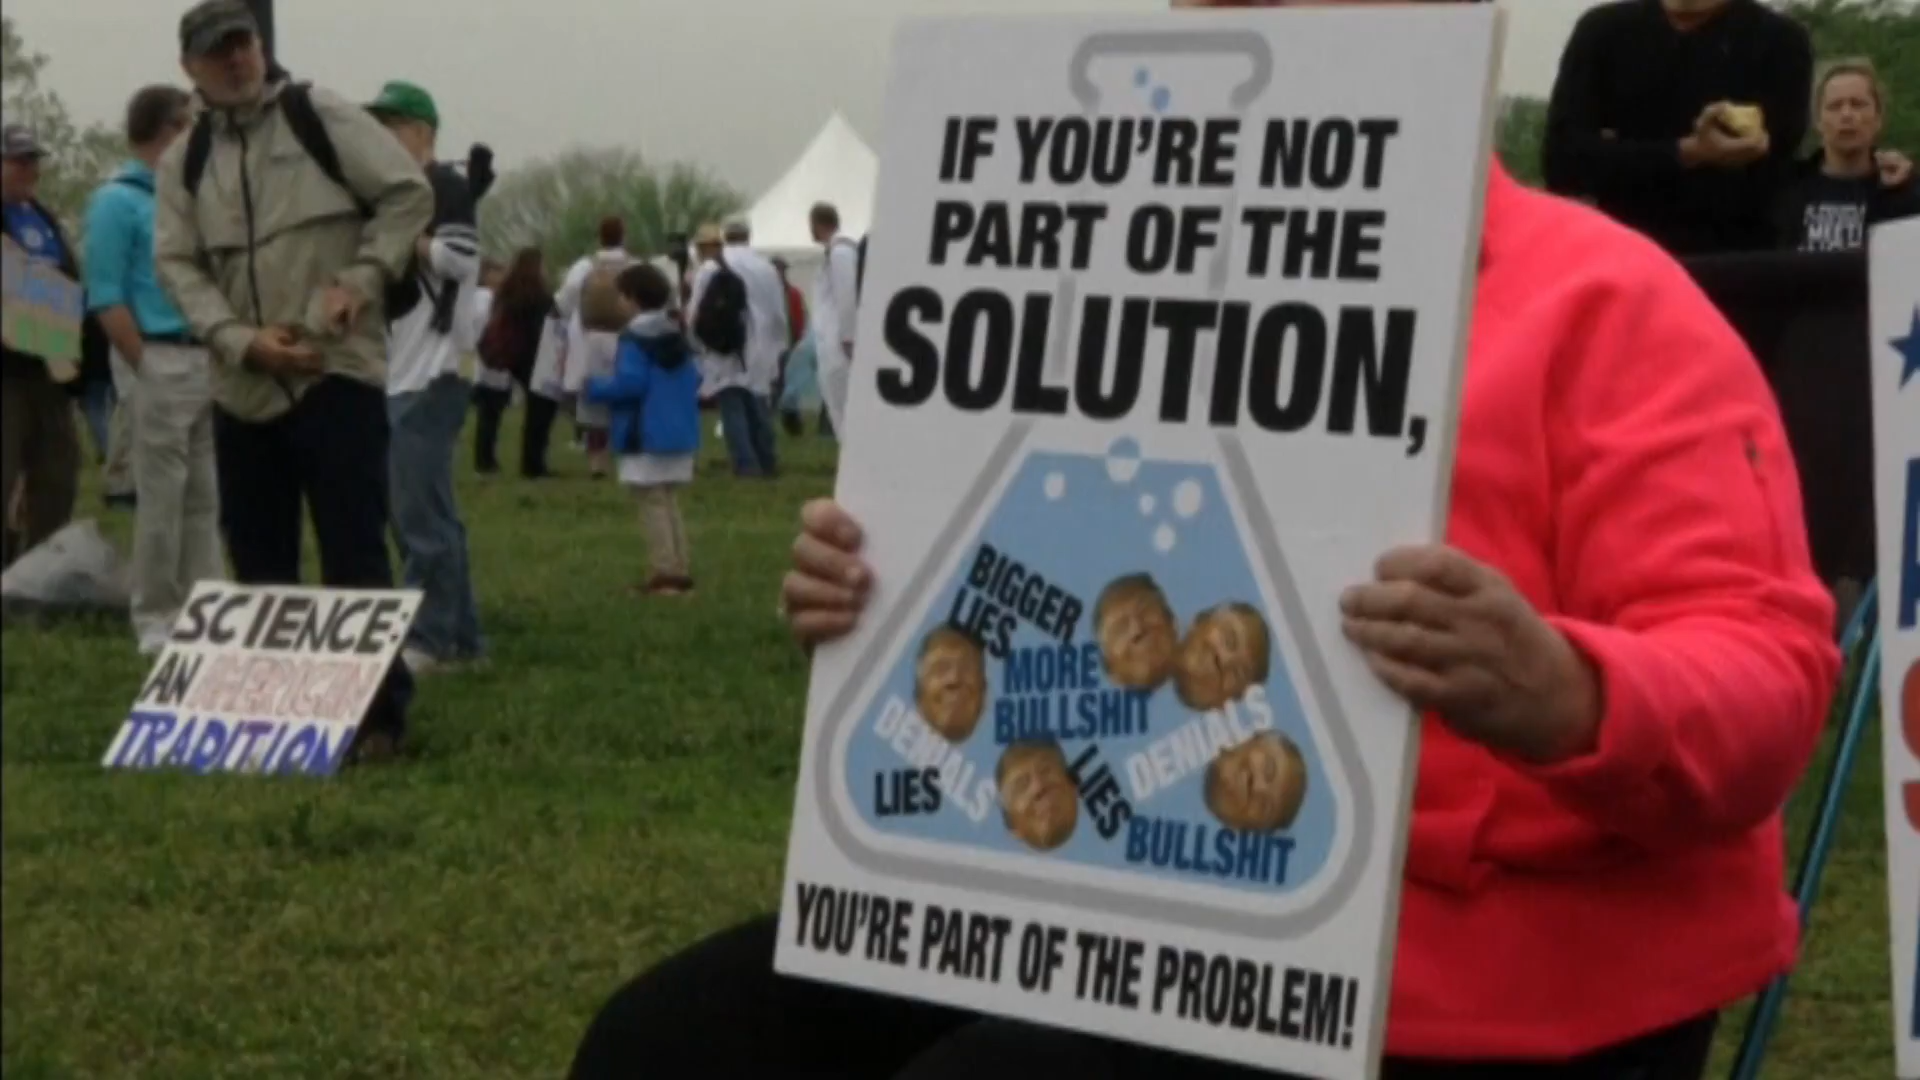 IF YOU'RE NOT
PART OF THE
SOLUTION,
BIGGER
LIES
MORE
BULLSHIT
DENIALS
LIES
LIES
DENIALS
BULLSHIT
YOU'RE PART OF THE PROBLEM!
SCIENCE:
AN AMERICAN
TRADITION